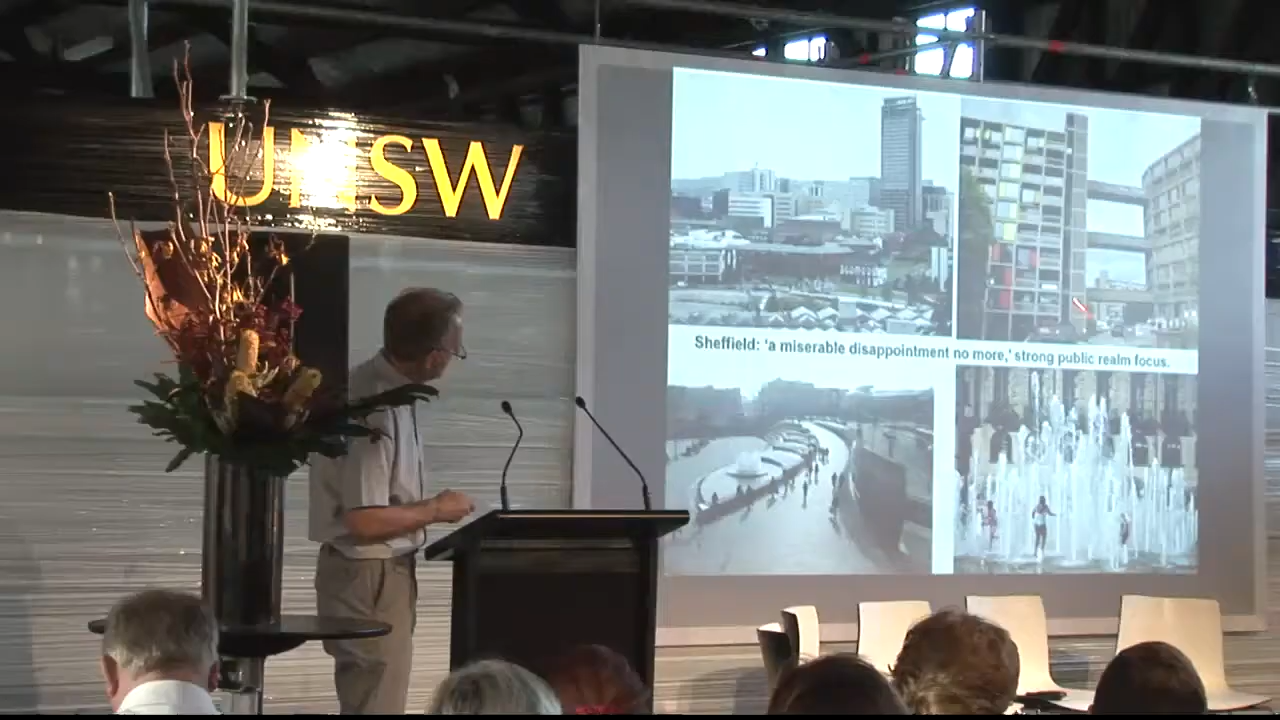 UNSW
Sheffield: 'a miserable disappointment no more,' strong public realm focus.